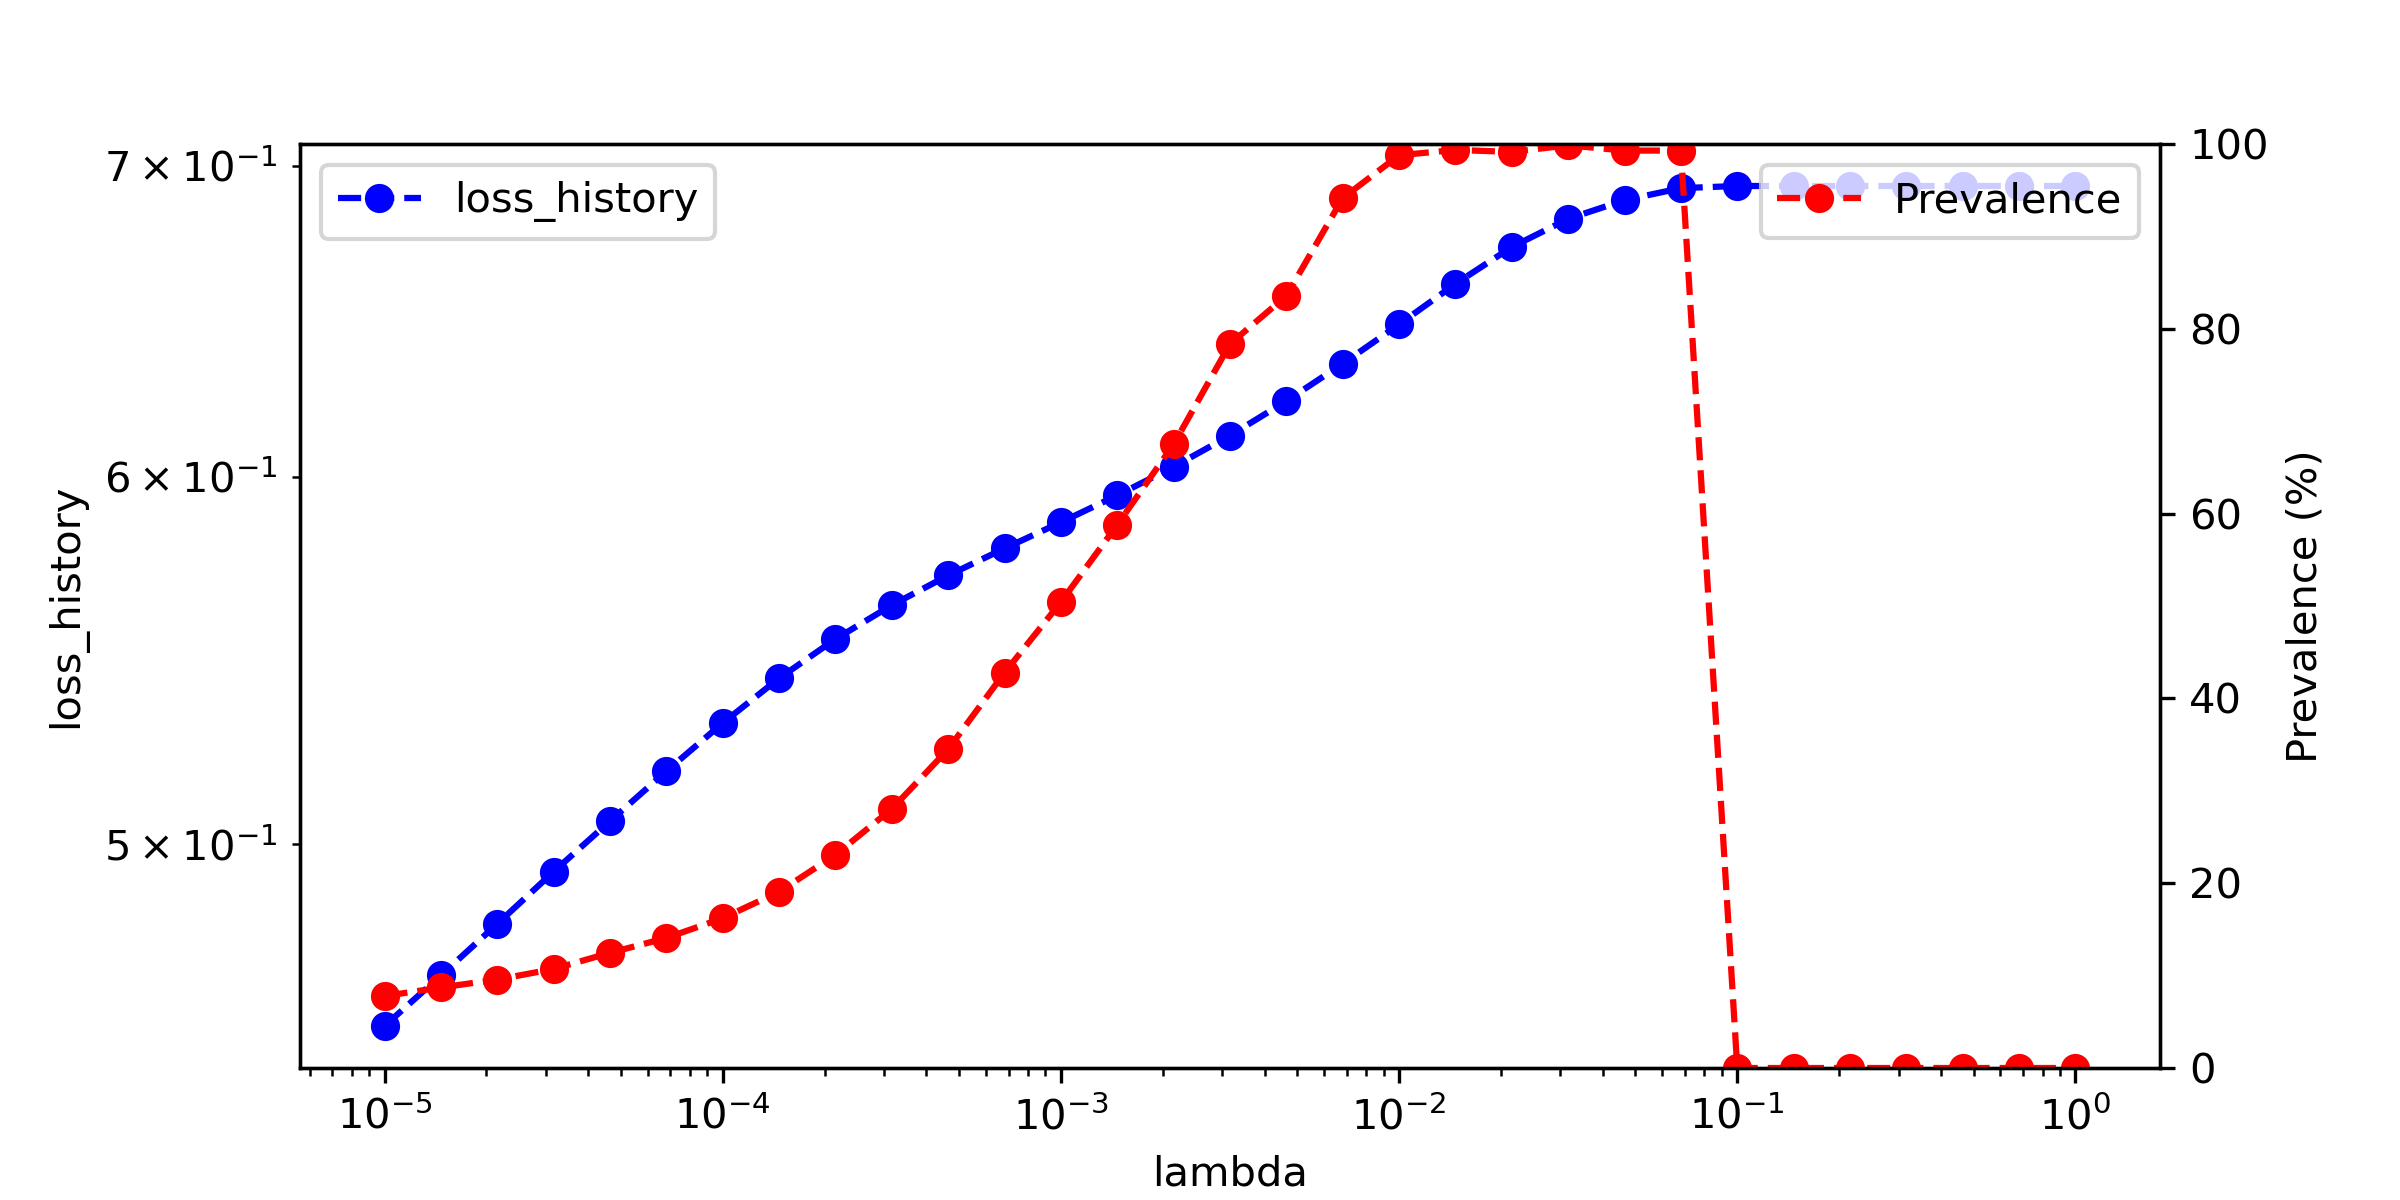 loss_history
Prevalence
7 × 10⁻¹
6 × 10⁻¹
5 × 10⁻¹
loss_history
100
80
60
40
20
0
Prevalence (%)
10⁻⁵ 10⁻⁴ 10⁻³ 10⁻² 10⁻¹ 10⁰
lambda